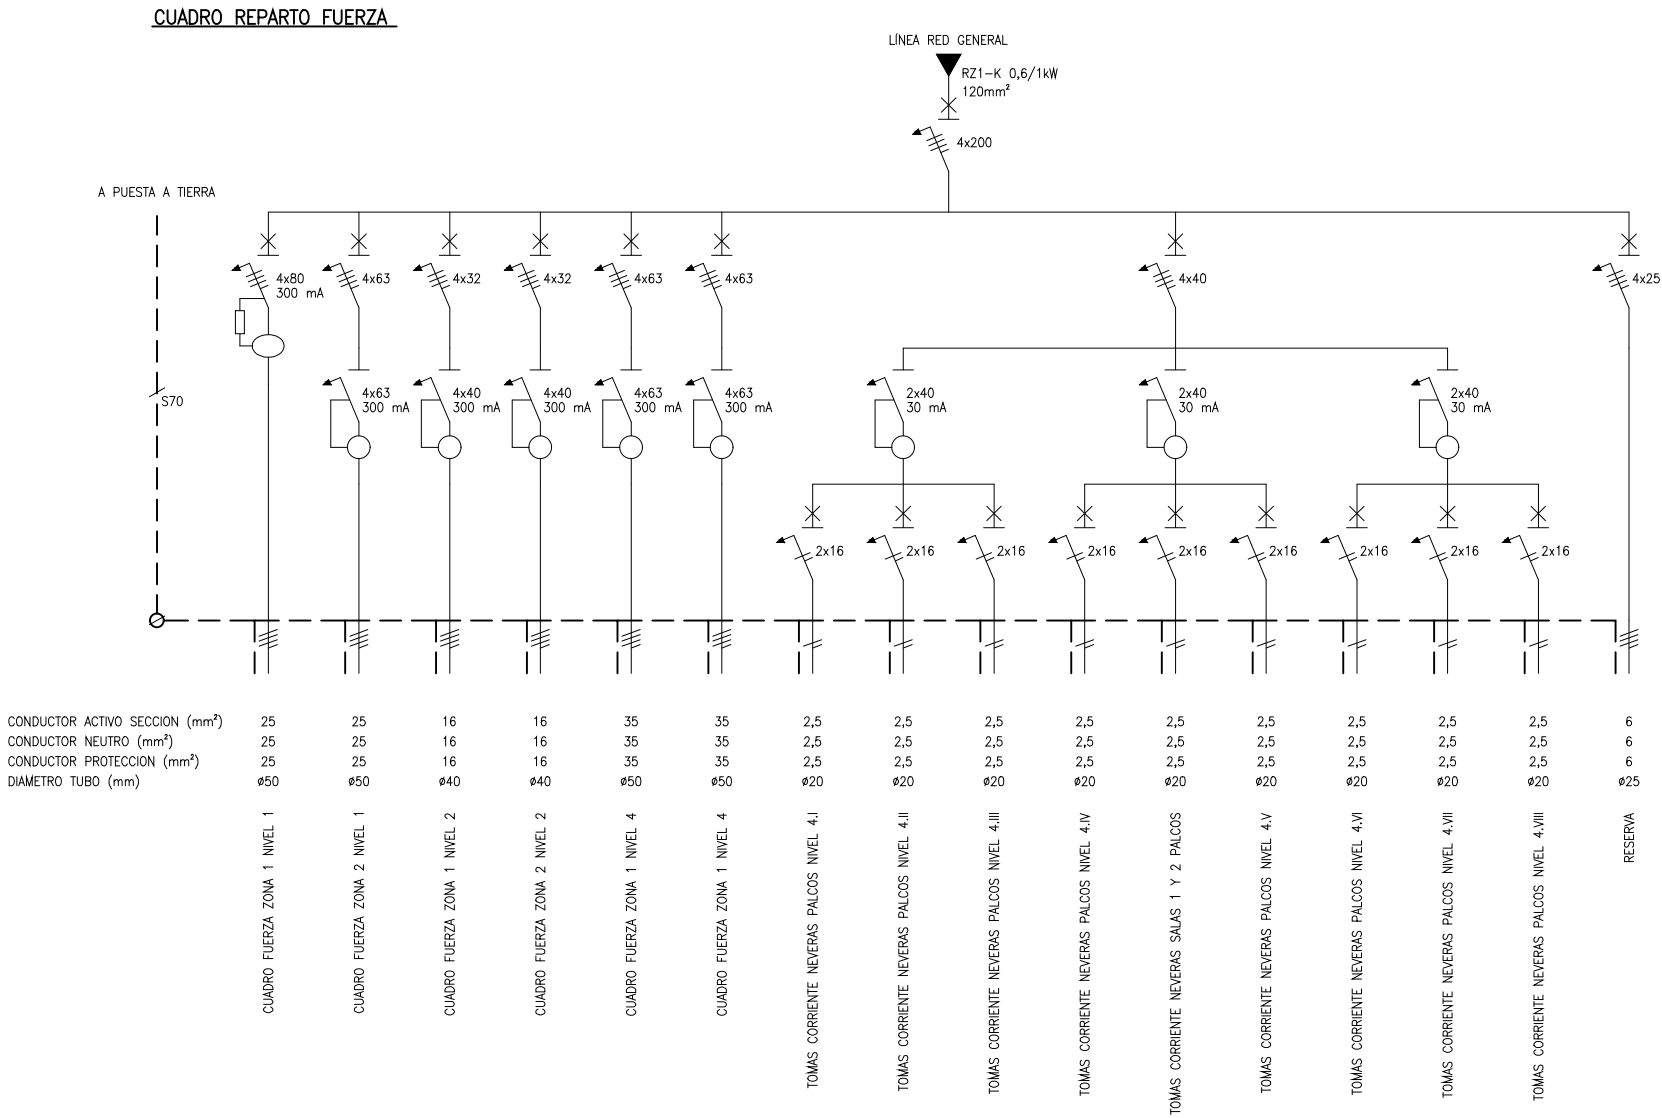 CUADRO REPARTO FUERZA
LÍNEA RED GENERAL
RZ1-K 0,6/1kW
120mm²
4x200
A PUESTA A TIERRA
S70
4x80
300 mA
4x63
4x32
4x32
4x63
4x63
4x40
4x25
4x63
300 mA
4x40
300 mA
4x40
300 mA
4x63
300 mA
4x63
300 mA
2x40
30 mA
2x40
30 mA
2x40
30 mA
2x16
2x16
2x16
2x16
2x16
2x16
2x16
2x16
2x16
CONDUCTOR ACTIVO SECCION (mm²) 25 25 16 16 35 35 2,5 2,5 2,5 2,5 2,5 2,5 2,5 2,5 2,5 6
CONDUCTOR NEUTRO (mm²) 25 25 16 16 35 35 2,5 2,5 2,5 2,5 2,5 2,5 2,5 2,5 2,5 6
CONDUCTOR PROTECCION (mm²) 25 25 16 16 35 35 2,5 2,5 2,5 2,5 2,5 2,5 2,5 2,5 2,5 6
DIAMETRO TUBO (mm) ø50 ø50 ø40 ø40 ø50 ø50 ø20 ø20 ø20 ø20 ø20 ø20 ø20 ø20 ø20 ø25
CUADRO FUERZA ZONA 1 NIVEL 1
CUADRO FUERZA ZONA 2 NIVEL 1
CUADRO FUERZA ZONA 1 NIVEL 2
CUADRO FUERZA ZONA 2 NIVEL 2
CUADRO FUERZA ZONA 1 NIVEL 4
CUADRO FUERZA ZONA 1 NIVEL 4
TOMAS CORRIENTE NEVERAS PALCOS NIVEL 4.I
TOMAS CORRIENTE NEVERAS PALCOS NIVEL 4.II
TOMAS CORRIENTE NEVERAS PALCOS NIVEL 4.III
TOMAS CORRIENTE NEVERAS PALCOS NIVEL 4.IV
TOMAS CORRIENTE NEVERAS SALAS 1 Y 2 PALCOS
TOMAS CORRIENTE NEVERAS PALCOS NIVEL 4.V
TOMAS CORRIENTE NEVERAS PALCOS NIVEL 4.VI
TOMAS CORRIENTE NEVERAS PALCOS NIVEL 4.VII
TOMAS CORRIENTE NEVERAS PALCOS NIVEL 4.VIII
RESERVA